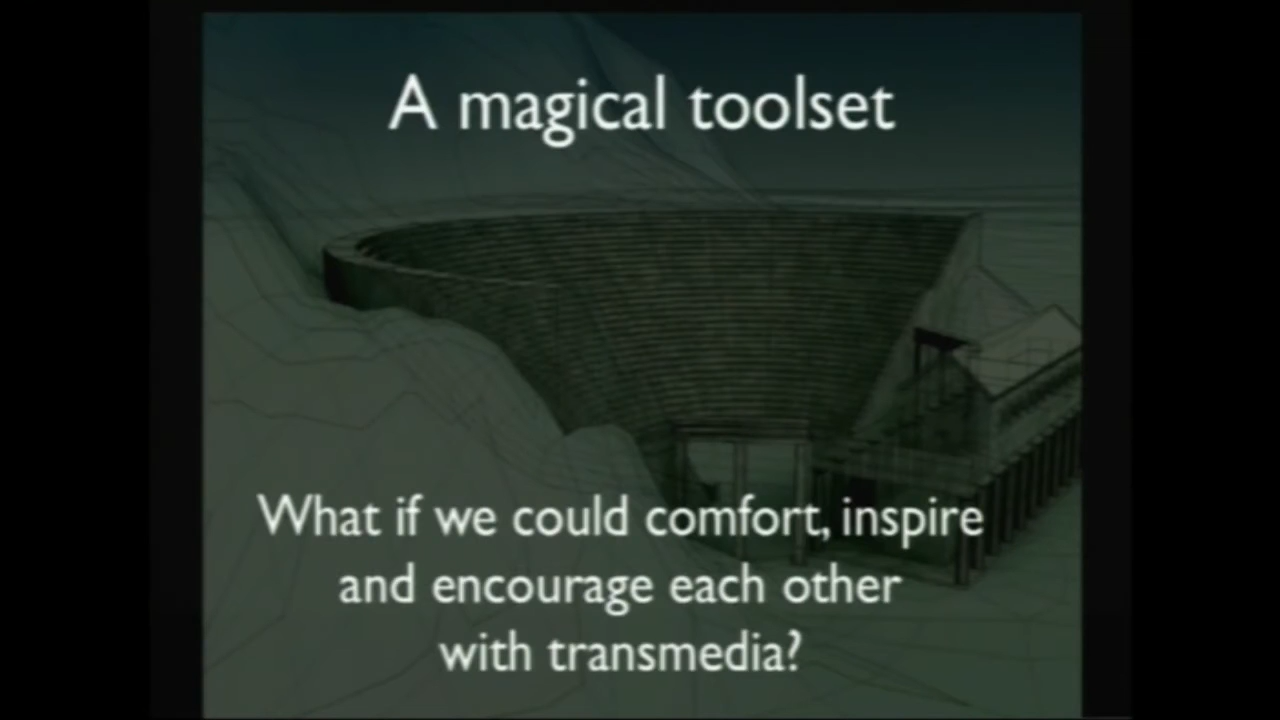 A magical toolset
What if we could comfort, inspire
and encourage each other
with transmedia?